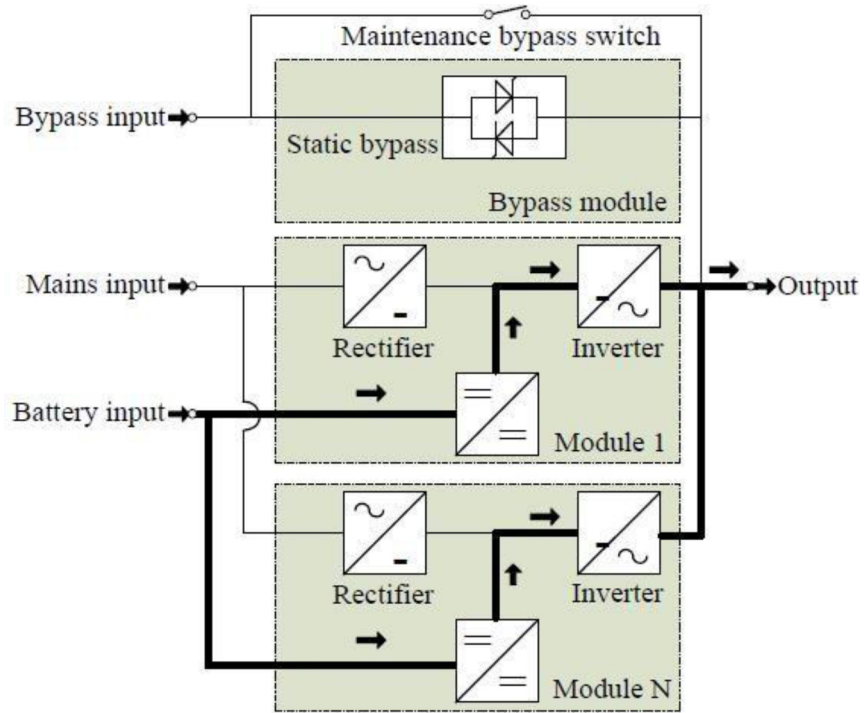 Maintenance bypass switch
Bypass input
Static bypass
Bypass module
Mains input
Rectifier
Inverter
Output
Battery input
Module 1
Rectifier
Inverter
Module N